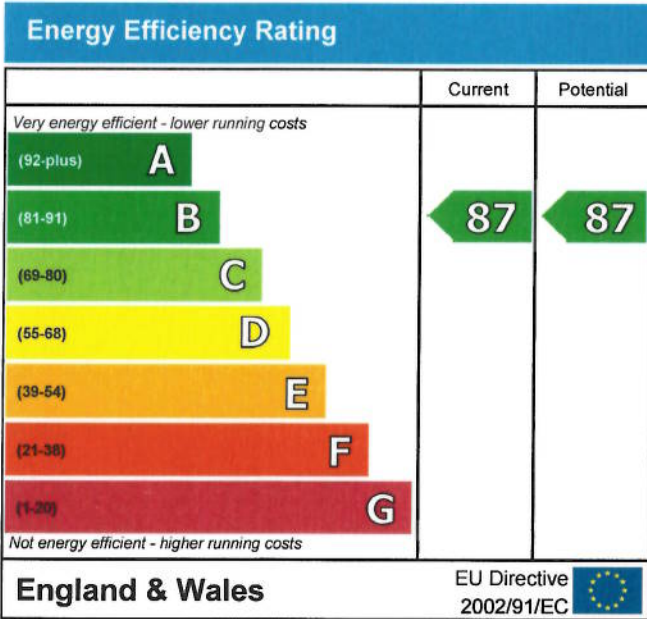 Energy Efficiency Rating
Current Potential
Very energy efficient - lower running costs
(92-plus) A
(81-91) B 87 87
(69-80) C
(55-68) D
(39-54) E
(21-38) F
(1-20) G
Not energy efficient - higher running costs
England & Wales
EU Directive
2002/91/EC